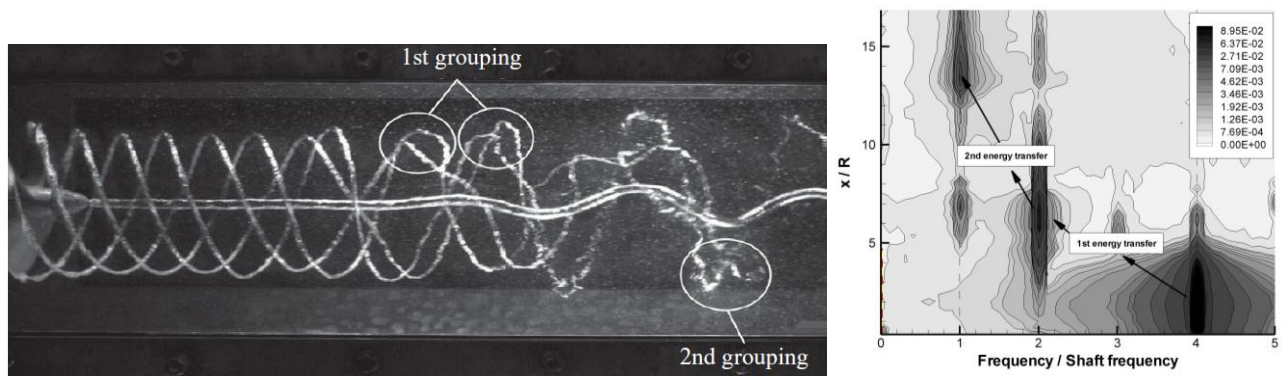 1st grouping
2nd grouping
x / R
15
10
5
8.95E-02
6.37E-02
2.71E-02
7.09E-03
4.62E-03
3.46E-03
1.92E-03
1.26E-03
7.69E-04
0.00E+00
2nd energy transfer
1st energy transfer
0 1 2 3 4 5
Frequency / Shaft frequency